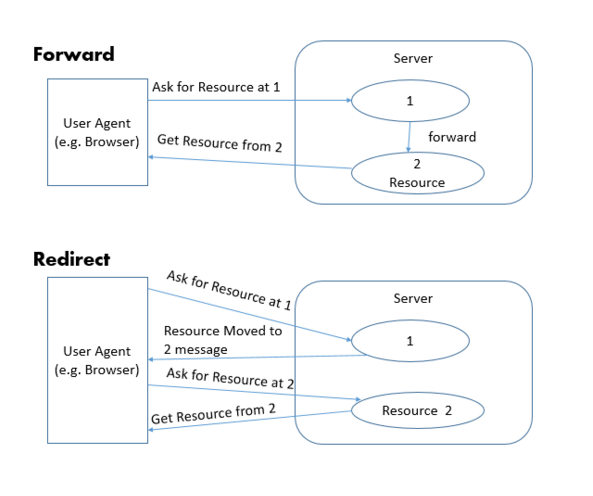 Forward
Server
Ask for Resource at 1
1
User Agent
(e.g. Browser)
forward
Get Resource from 2
2
Resource
Redirect
Ask for Resource at 1
Server
Resource Moved to
2 message
1
User Agent
(e.g. Browser)
Ask for Resource at 2
Get Resource from 2
Resource 2